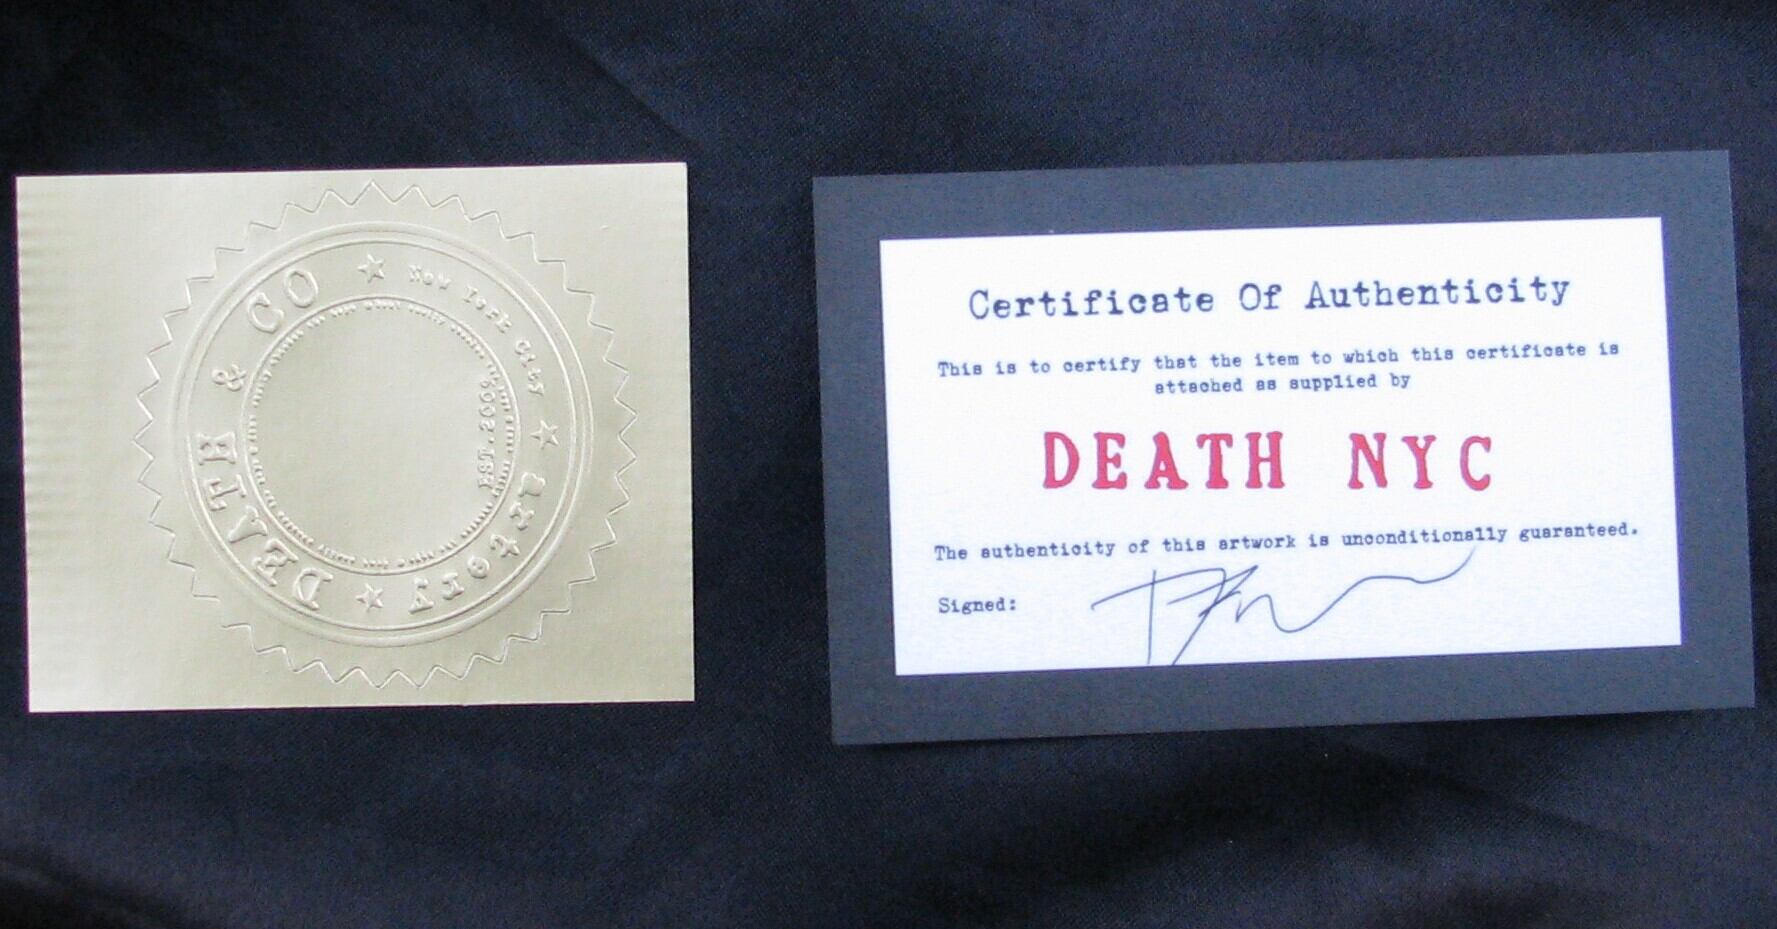 DEATH & CO ★ New York City ★ artery ★
EST. 2009
Certificate Of Authenticity
This is to certify that the item to which this certificate is
attached as supplied by
DEATH NYC
The authenticity of this artwork is unconditionally guaranteed.
Signed: